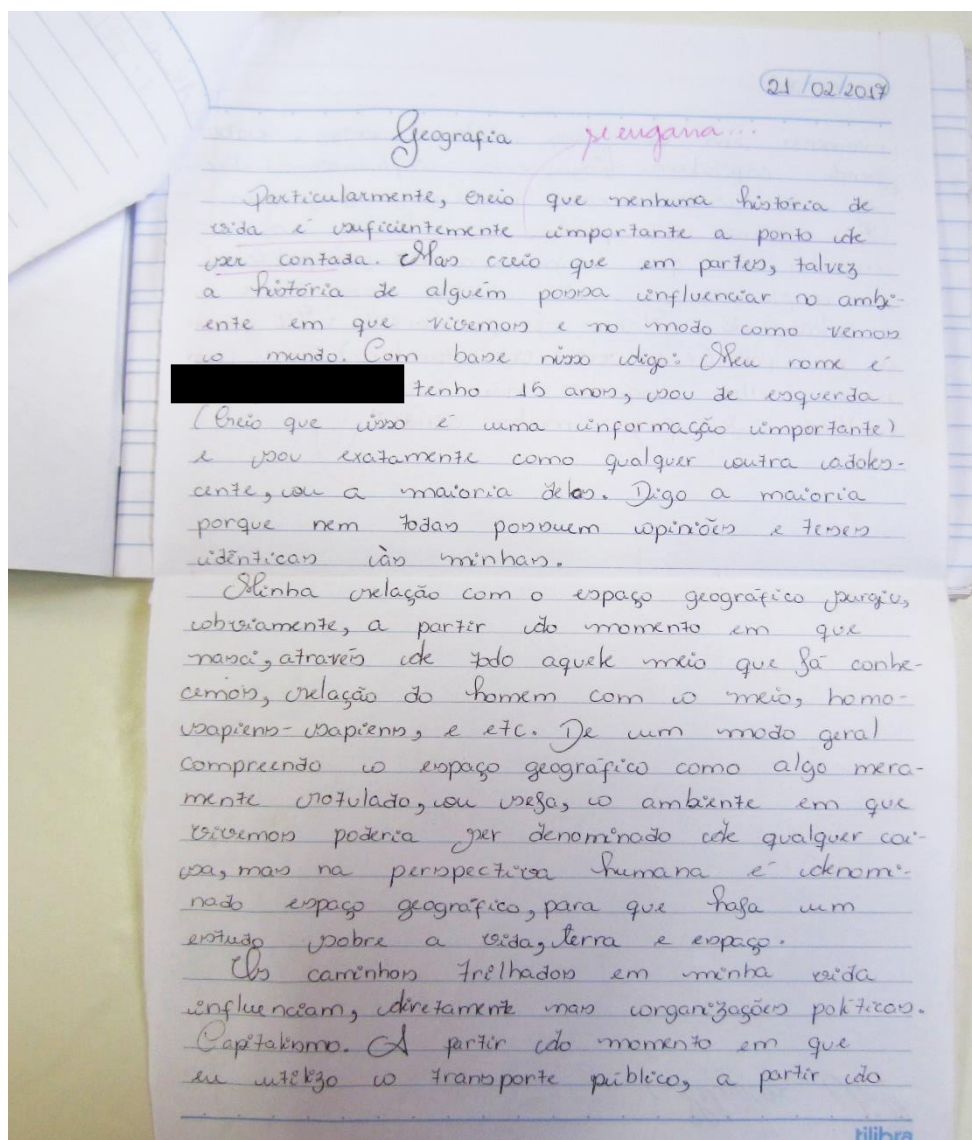 21/02/2017
Geografia se engana...
Particularmente, creio que nenhuma história de
vida é suficientemente importante a ponto de
ser contada. Mas creio que em partes, talvez
a história de alguém possa influenciar no ambi-
ente em que vivemos e no modo como vemos
o mundo. Com base nisso digo: Meu nome é
tenho 15 anos, sou de esquerda
(Creio que isso é uma informação importante)
e sou exatamente como qualquer outra adoles-
cente, ou a maioria delas. Digo a maioria
porque nem todas possuem opiniões e teses
idênticas às minhas.
Minha relação com o espaço geográfico surgiu,
obviamente, a partir do momento em que
nasci, através de todo aquele meio que já conhe-
cemos, relação do homem com o meio, homo-
sapiens-sapiens, e etc. De um modo geral
compreendo o espaço geográfico como algo mera-
mente rotulado, ou seja, o ambiente em que
vivemos poderia ser denominado de qualquer coi-
sa, mas na perspectiva humana é denomi-
nado espaço geográfico, para que haja um
estudo sobre a vida, terra e espaço.
Os caminhos trilhados em minha vida
influenciam, diretamente nas organizações políticas.
Capitalismo. A partir do momento em que
eu utilizo o transporte público, a partir do
tilibra